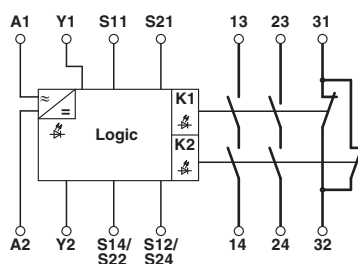 A1 Y1 S11 S21 13 23 31
K1
≈
=
Logic
K2
A2 Y2 S14/ S12/ 14 24 32
S22 S24